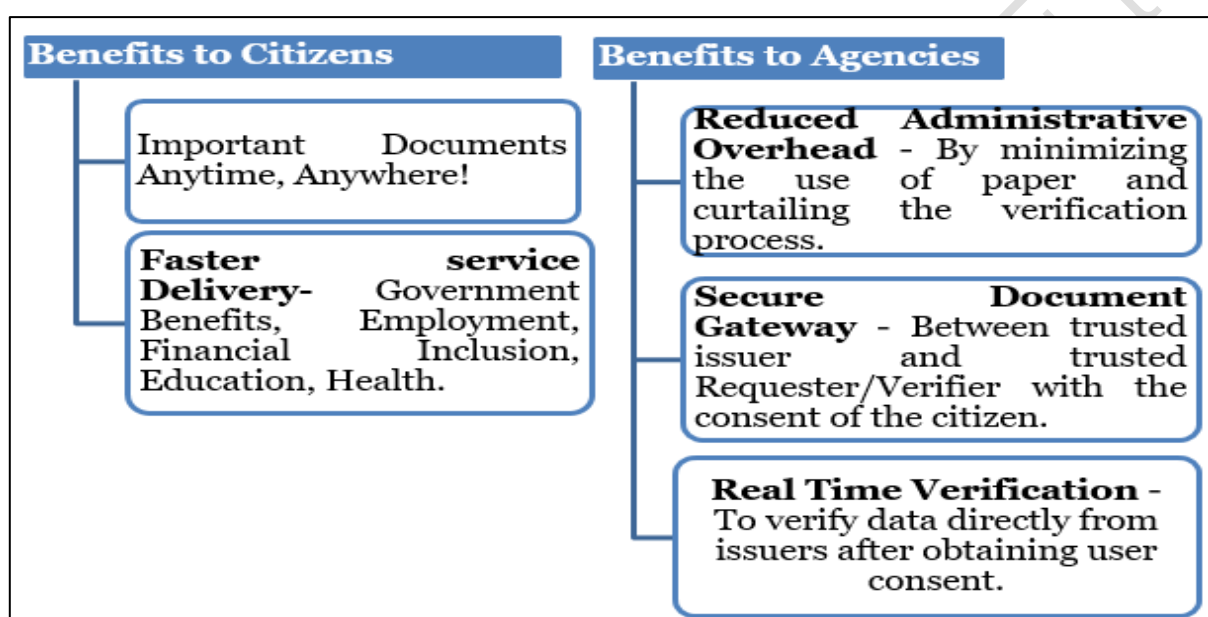 Benefits to Citizens
Important Documents
Anytime, Anywhere!
Faster service
Delivery- Government
Benefits, Employment,
Financial Inclusion,
Education, Health.
Benefits to Agencies
Reduced Administrative
Overhead - By minimizing
the use of paper and
curtailing the verification
process.
Secure Document
Gateway - Between trusted
issuer and trusted
Requester/Verifier with the
consent of the citizen.
Real Time Verification -
To verify data directly from
issuers after obtaining user
consent.